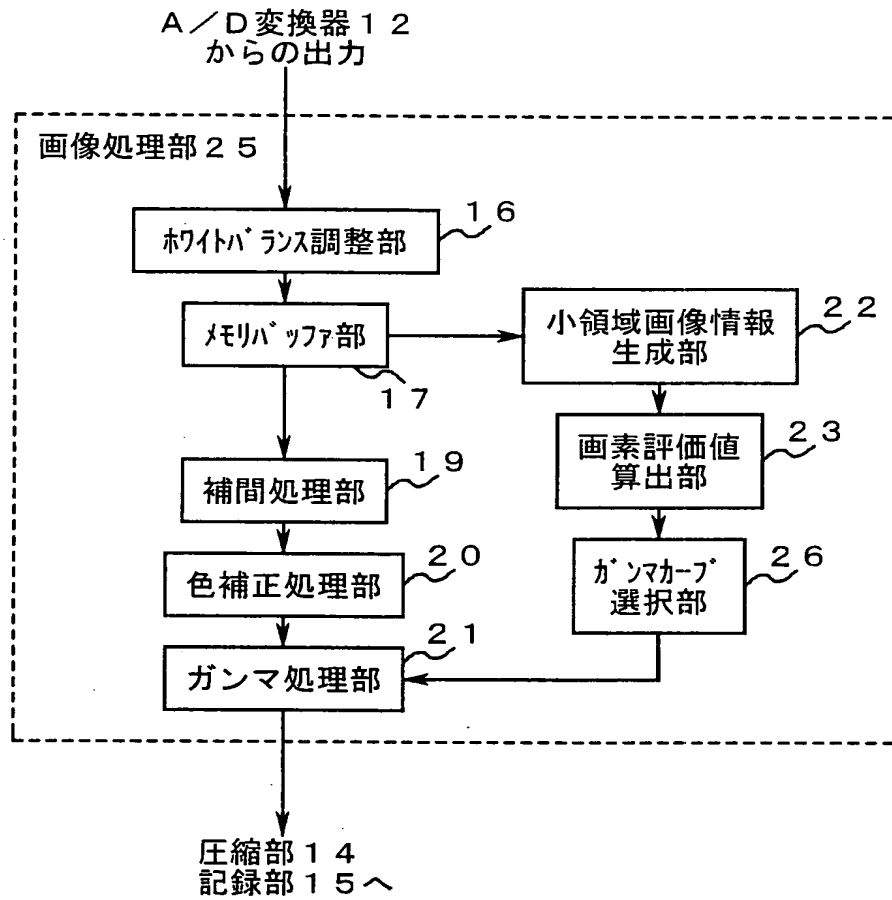 A／D変換器１２
からの出力
画像処理部２５
１６
ﾎﾜｲﾄﾊﾞﾗﾝｽ調整部
ﾒﾓﾘﾊﾞｯﾌｧ部
１７
小領域画像情報
生成部
２２
画素評価値
算出部
２３
補間処理部
１９
ｶﾞﾝﾏｶｰﾌﾞ
選択部
２６
色補正処理部
２０
ガンマ処理部
２１
圧縮部１４
記録部１５へ